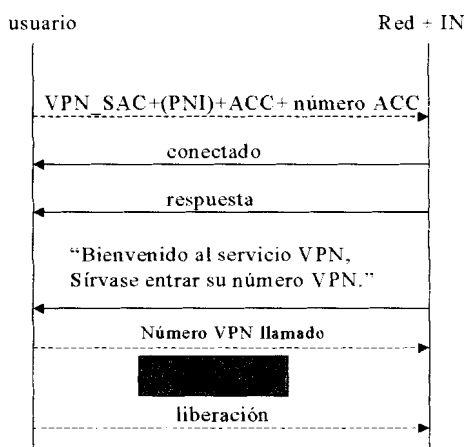 usuario Red + IN
VPN_SAC+(PNI)+ACC+ número ACC
conectado
respuesta
“Bienvenido al servicio VPN,
Sírvase entrar su número VPN.”
Número VPN llamado
liberación